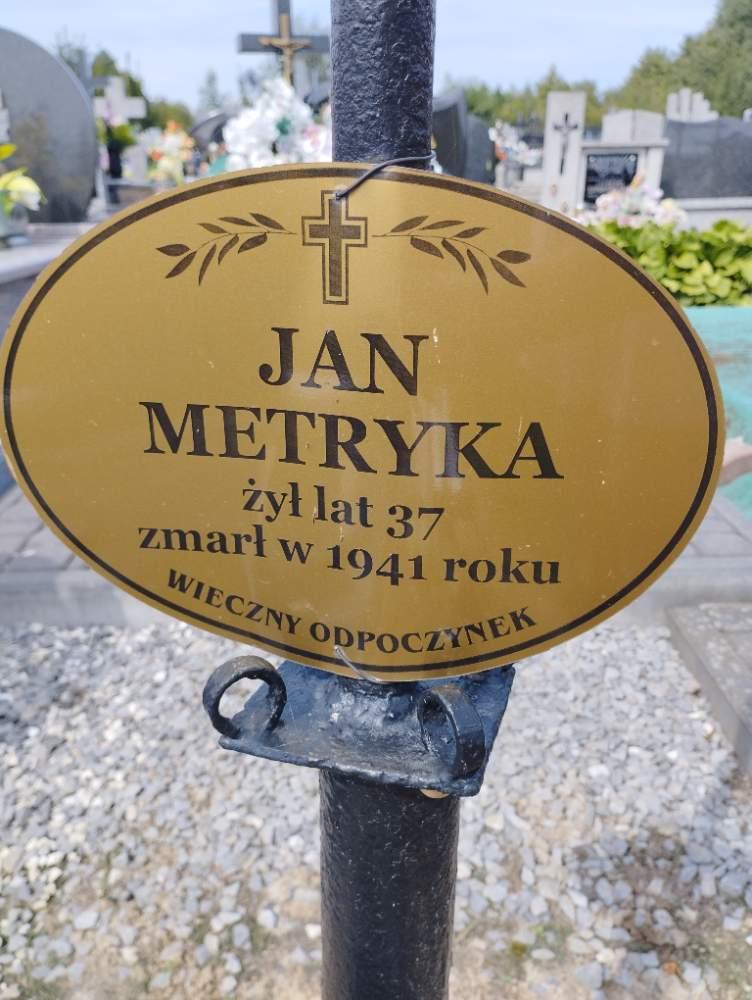 JAN
METRYKA
żył lat 37
zmarł w 1941 roku
WIECZNY ODPOCZYNEK